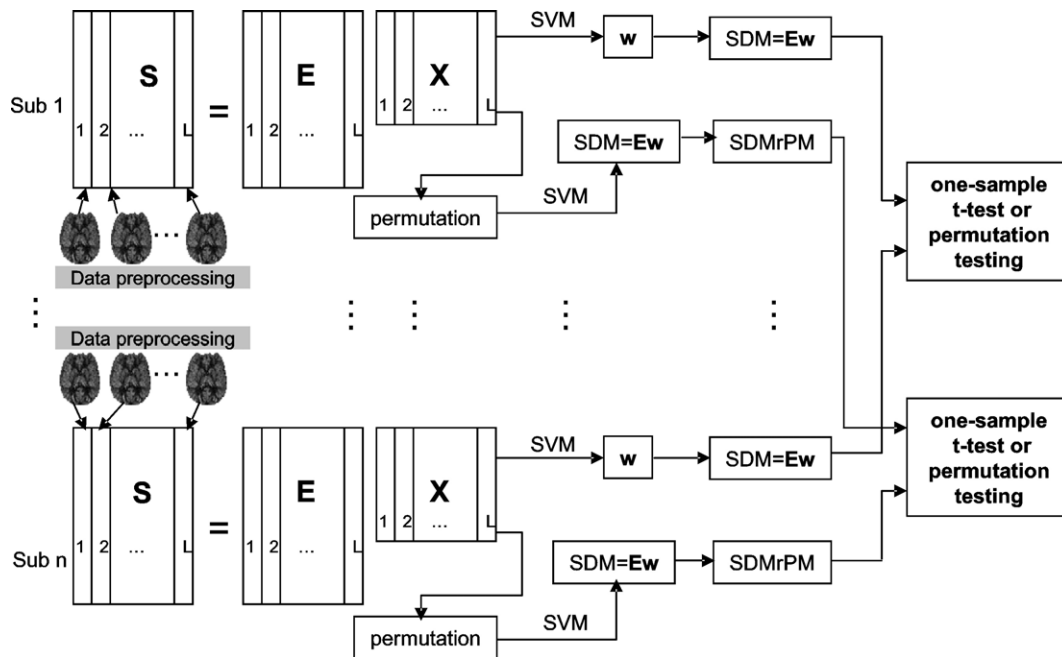 SVM
w
SDM=Ew
S
=
E
X
Sub 1
1 2 ... L
1 2 ... L
1 2 ... L
SDM=Ew
SDMrPM
permutation
SVM
one-sample
t-test or
permutation
testing
...
Data preprocessing
Data preprocessing
...
one-sample
t-test or
permutation
testing
SVM
w
SDM=Ew
S
=
E
X
1 2 ... L
1 2 ... L
1 2 ... L
Sub n
SDM=Ew
SDMrPM
permutation
SVM